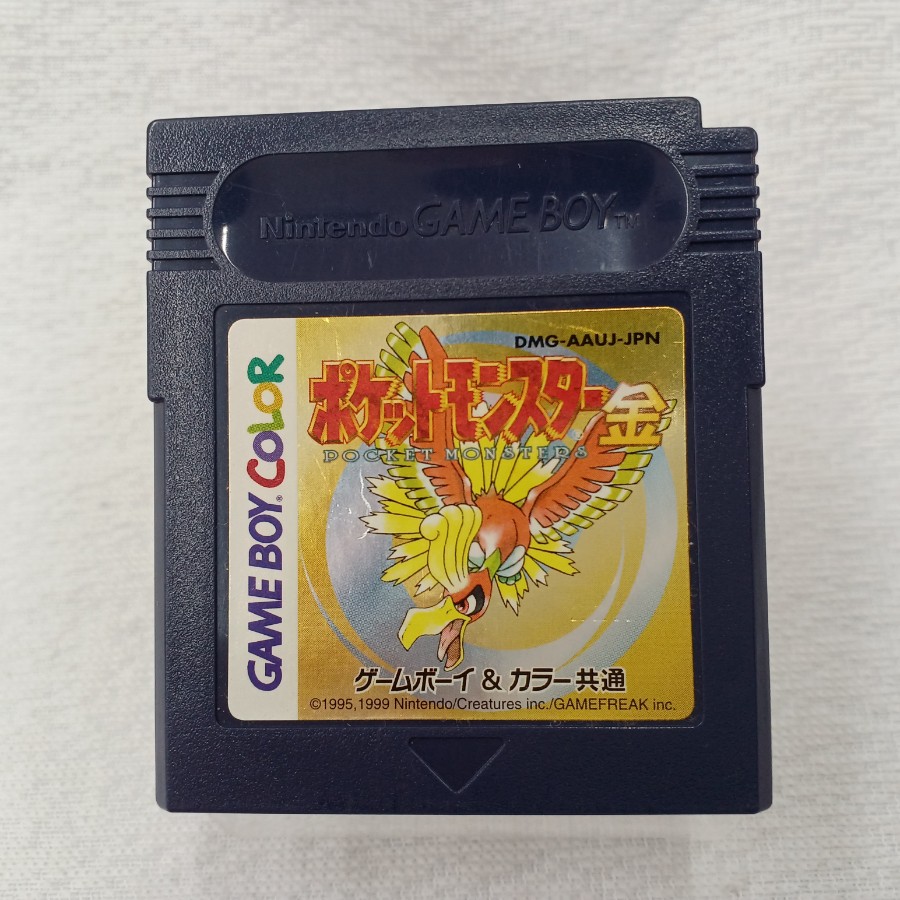 Nintendo GAME BOY™
GAME BOY® COLOR
DMG-AAUJ-JPN
ポケットモンスター金
POCKET MONSTERS
ゲームボーイ & カラー共通
©1995,1999 Nintendo/Creatures inc./GAMEFREAK inc.